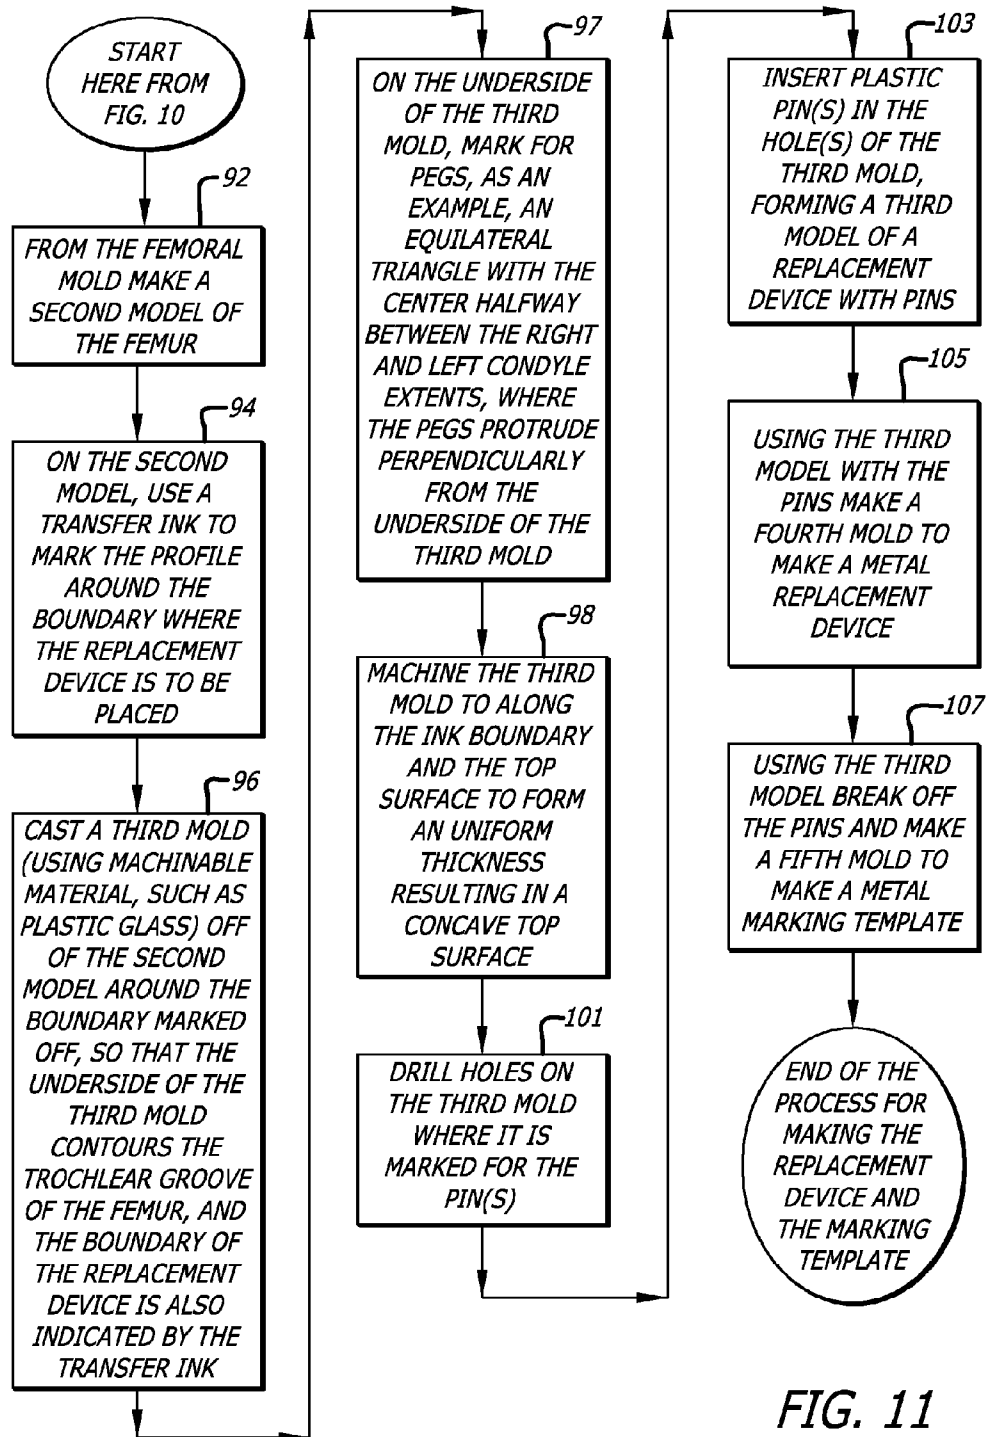 START
HERE FROM
FIG. 10
92
FROM THE FEMORAL
MOLD MAKE A
SECOND MODEL OF
THE FEMUR
94
ON THE SECOND
MODEL, USE A
TRANSFER INK TO
MARK THE PROFILE
AROUND THE
BOUNDARY WHERE
THE REPLACEMENT
DEVICE IS TO BE
PLACED
96
CAST A THIRD MOLD
(USING MACHINABLE
MATERIAL, SUCH AS
PLASTIC GLASS) OFF
OF THE SECOND
MODEL AROUND THE
BOUNDARY MARKED
OFF, SO THAT THE
UNDERSIDE OF THE
THIRD MOLD
CONTOURS THE
TROCHLEAR GROOVE
OF THE FEMUR, AND
THE BOUNDARY OF
THE REPLACEMENT
DEVICE IS ALSO
INDICATED BY THE
TRANSFER INK
97
ON THE UNDERSIDE
OF THE THIRD
MOLD, MARK FOR
PEGS, AS AN
EXAMPLE, AN
EQUILATERAL
TRIANGLE WITH THE
CENTER HALFWAY
BETWEEN THE RIGHT
AND LEFT CONDYLE
EXTENTS, WHERE
THE PEGS PROTRUDE
PERPENDICULARLY
FROM THE
UNDERSIDE OF THE
THIRD MOLD
98
MACHINE THE THIRD
MOLD TO ALONG
THE INK BOUNDARY
AND THE TOP
SURFACE TO FORM
AN UNIFORM
THICKNESS
RESULTING IN A
CONCAVE TOP
SURFACE
101
DRILL HOLES ON
THE THIRD MOLD
WHERE IT IS
MARKED FOR THE
PIN(S)
103
INSERT PLASTIC
PIN(S) IN THE
HOLE(S) OF THE
THIRD MOLD,
FORMING A THIRD
MODEL OF A
REPLACEMENT
DEVICE WITH PINS
105
USING THE THIRD
MODEL WITH THE
PINS MAKE A
FOURTH MOLD TO
MAKE A METAL
REPLACEMENT
DEVICE
107
USING THE THIRD
MODEL BREAK OFF
THE PINS AND MAKE
A FIFTH MOLD TO
MAKE A METAL
MARKING TEMPLATE
END OF THE
PROCESS FOR
MAKING THE
REPLACEMENT
DEVICE AND
THE MARKING
TEMPLATE
FIG. 11